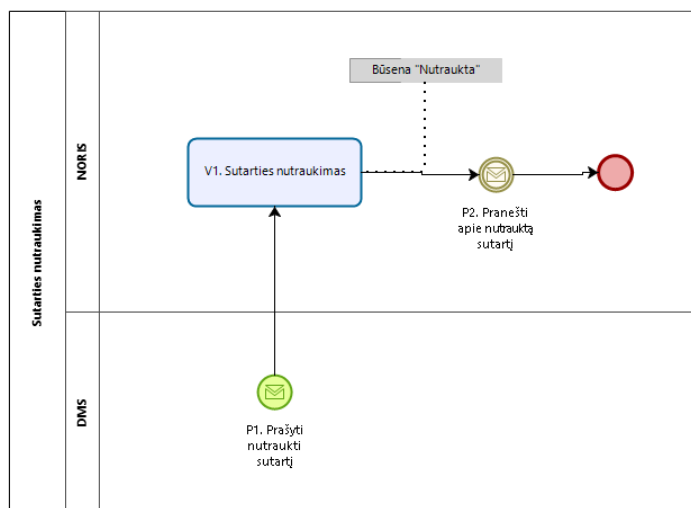 Sutarties nutraukimas
NORIS
Būsena "Nutraukta"
V1. Sutarties nutraukimas
P2. Pranešti
apie nutrauktą
sutartį
DMS
P1. Prašyti
nutraukti
sutartį